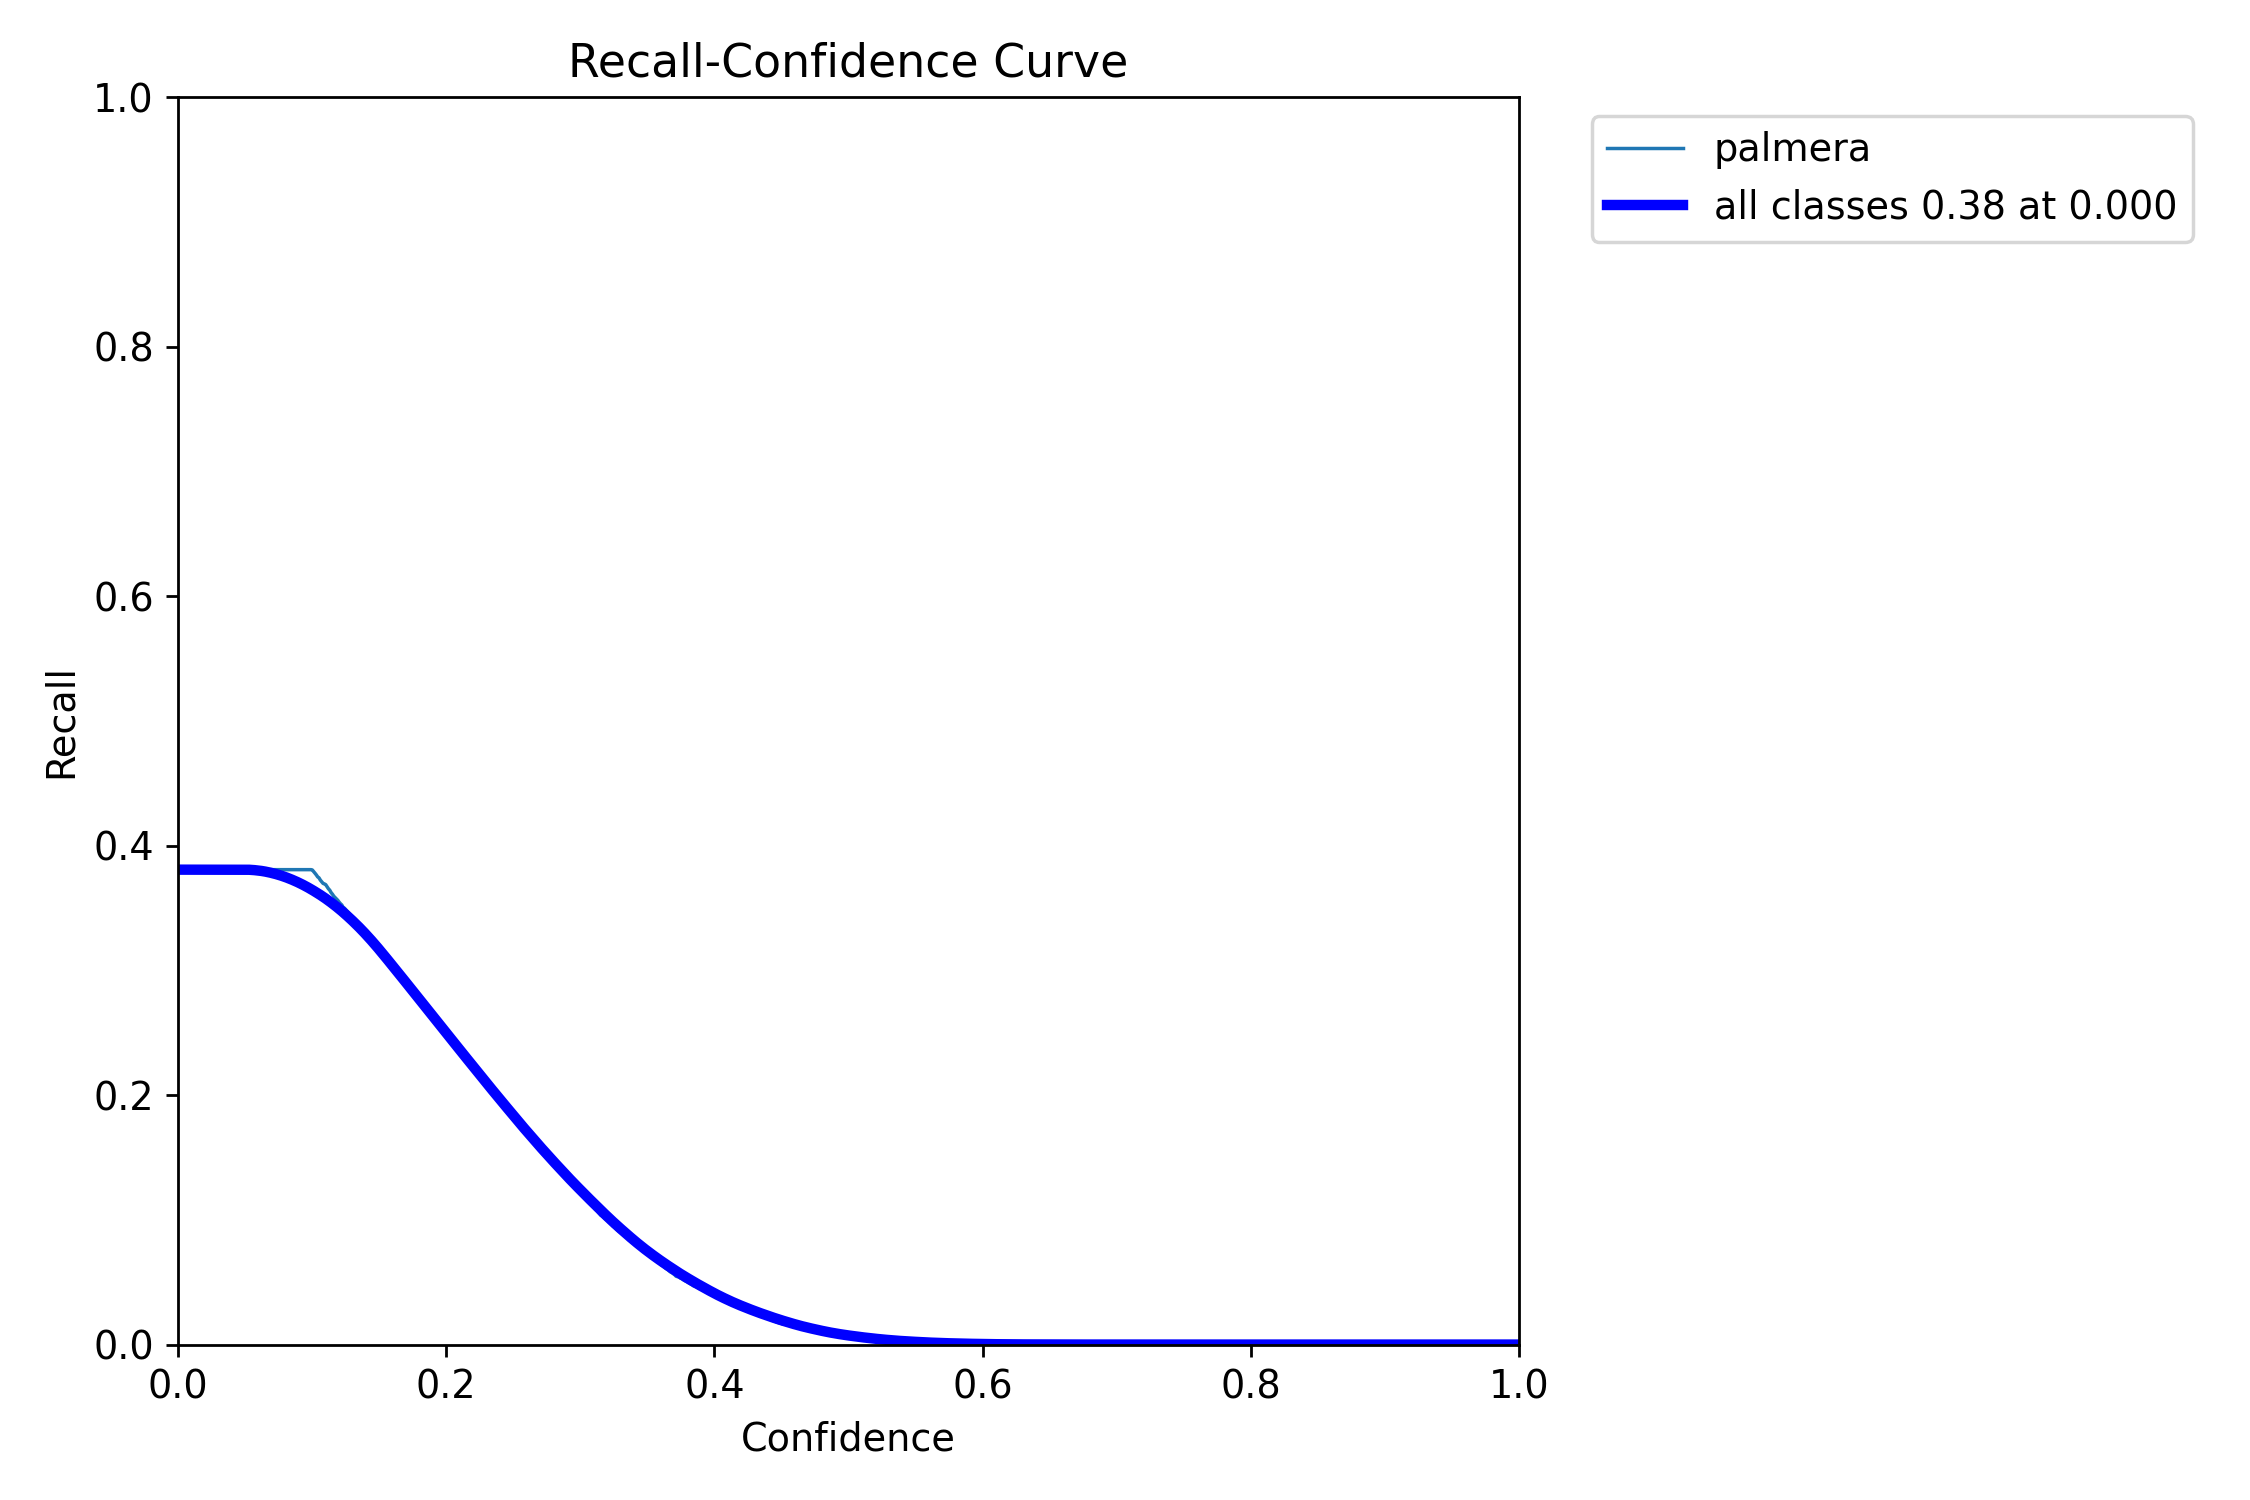 Recall-Confidence Curve
1.0
0.8
0.6
0.4
0.2
0.0
Recall
0.0 0.2 0.4 0.6 0.8 1.0
Confidence
palmera
all classes 0.38 at 0.000